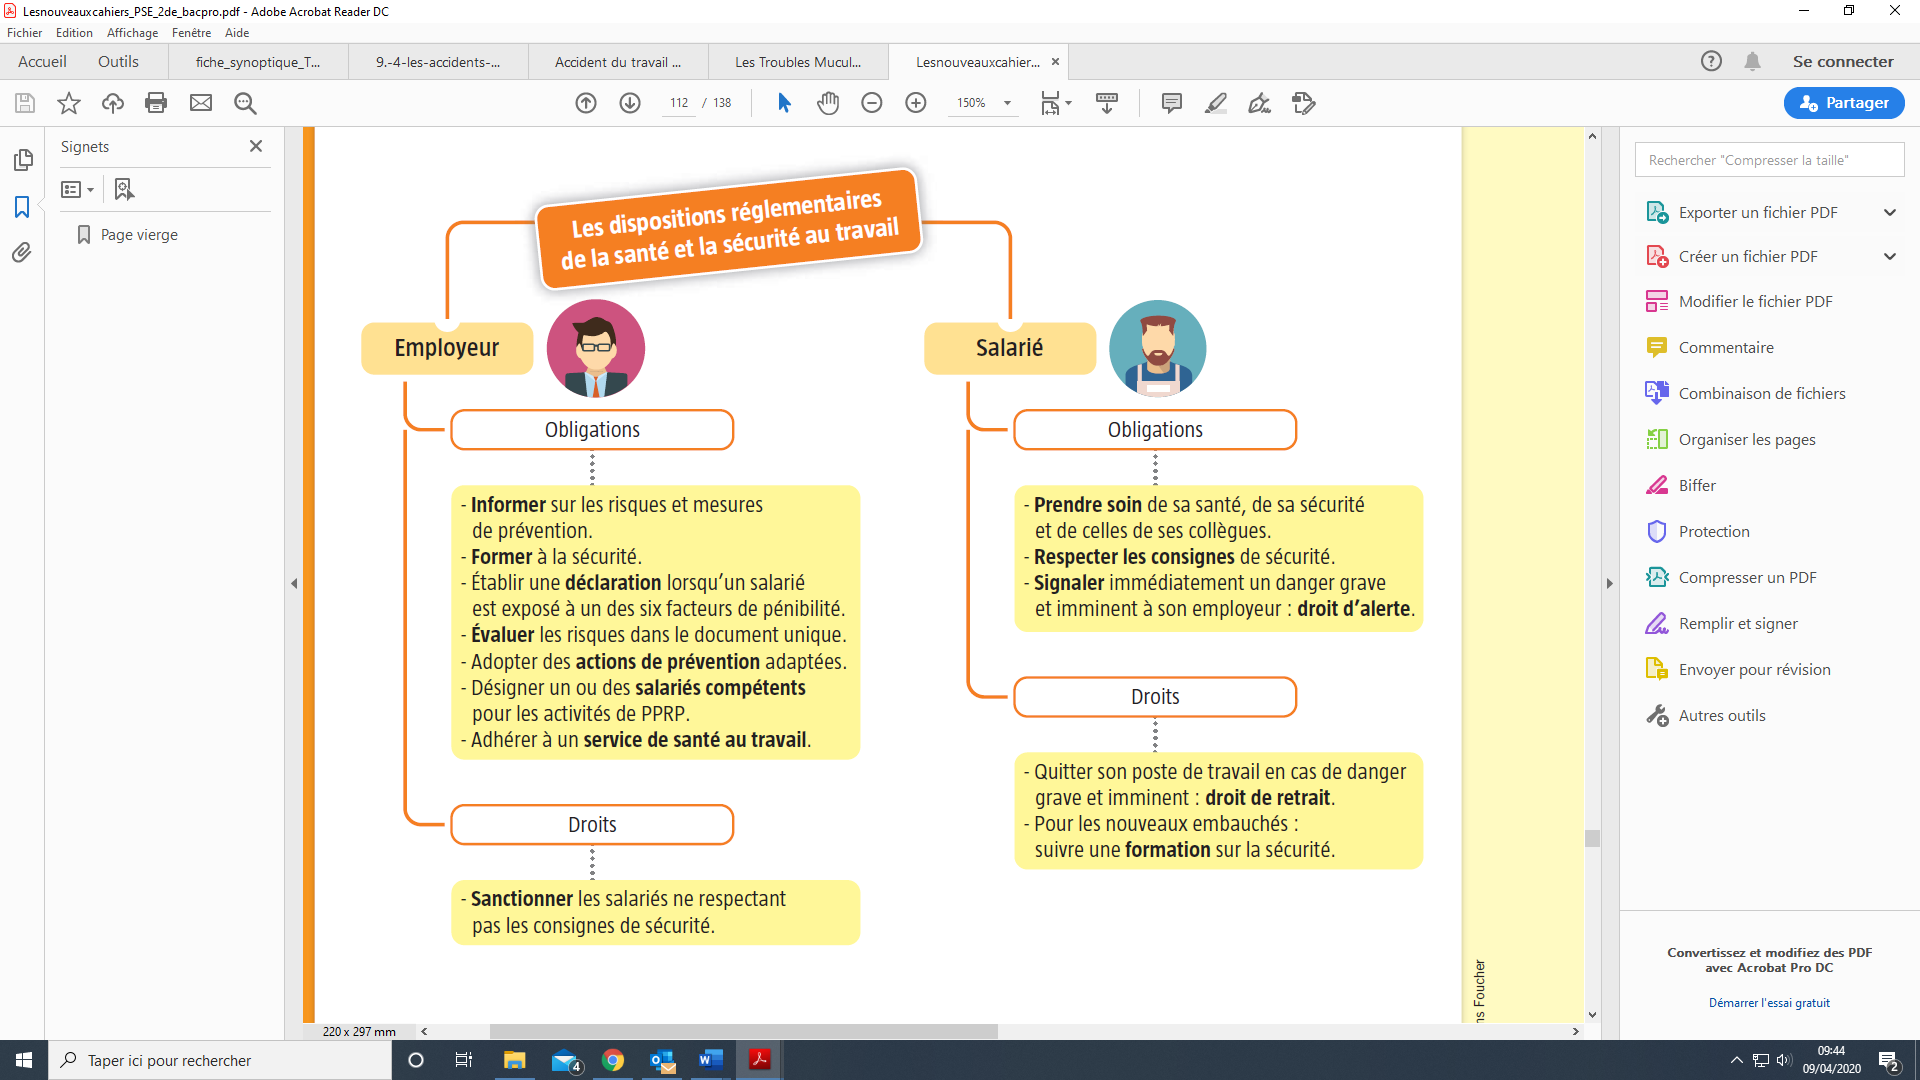 Lesnouveauxcahiers_PSE_2de_bacpro.pdf - Adobe Acrobat Reader DC
Fichier Edition Affichage Fenêtre Aide
Accueil Outils fiche_synoptique_T... 9.-4-les-accidents-... Accident du travail ... Les Troubles Mucul... Lesnouveauxcahier... Se connecter
112 / 138 150% Partager
Signets
Page vierge
Les dispositions réglementaires
de la santé et la sécurité au travail
Employeur
Obligations
- Informer sur les risques et mesures
de prévention.
- Former à la sécurité.
- Établir une déclaration lorsqu'un salarié
est exposé à un des six facteurs de pénibilité.
- Évaluer les risques dans le document unique.
- Adopter des actions de prévention adaptées.
- Désigner un ou des salariés compétents
pour les activités de PPRP.
- Adhérer à un service de santé au travail.
Droits
- Sanctionner les salariés ne respectant
pas les consignes de sécurité.
Salarié
Obligations
- Prendre soin de sa santé, de sa sécurité
et de celles de ses collègues.
- Respecter les consignes de sécurité.
- Signaler immédiatement un danger grave
et imminent à son employeur : droit d'alerte.
Droits
- Quitter son poste de travail en cas de danger
grave et imminent : droit de retrait.
- Pour les nouveaux embauchés :
suivre une formation sur la sécurité.
ns Foucher
220 x 297 mm
Rechercher "Compresser la taille"
Exporter un fichier PDF
Créer un fichier PDF
Modifier le fichier PDF
Commentaire
Combinaison de fichiers
Organiser les pages
Biffer
Protection
Compresser un PDF
Remplir et signer
Envoyer pour révision
Autres outils
Convertissez et modifiez des PDF
avec Acrobat Pro DC
Démarrer l'essai gratuit
Taper ici pour rechercher
4
09:44
09/04/2020
2